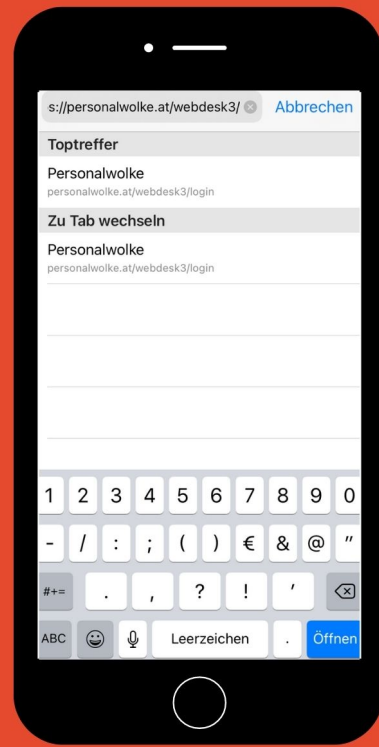 s://personalwolke.at/webdesk3/ Abbrechen
Toptreffer
Personalwolke
personalwolke.at/webdesk3/login
Zu Tab wechseln
Personalwolke
personalwolke.at/webdesk3/login
1 2 3 4 5 6 7 8 9 0
- / : ; ( ) € & @ "
#+= . , ? ! '
ABC Leerzeichen . Öffnen